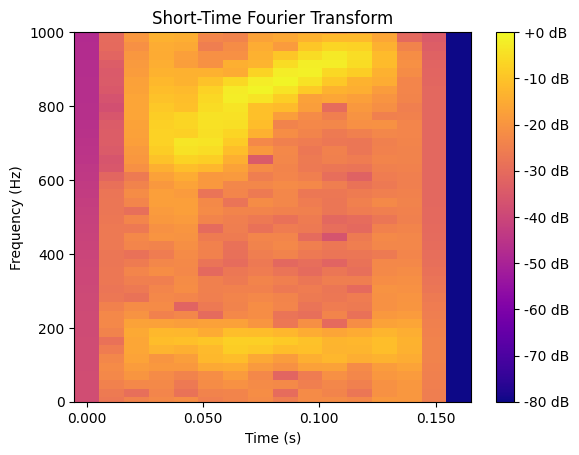 Short-Time Fourier Transform
Frequency (Hz)
1000
800
600
400
200
0
0.000 0.050 0.100 0.150
Time (s)
+0 dB
-10 dB
-20 dB
-30 dB
-40 dB
-50 dB
-60 dB
-70 dB
-80 dB